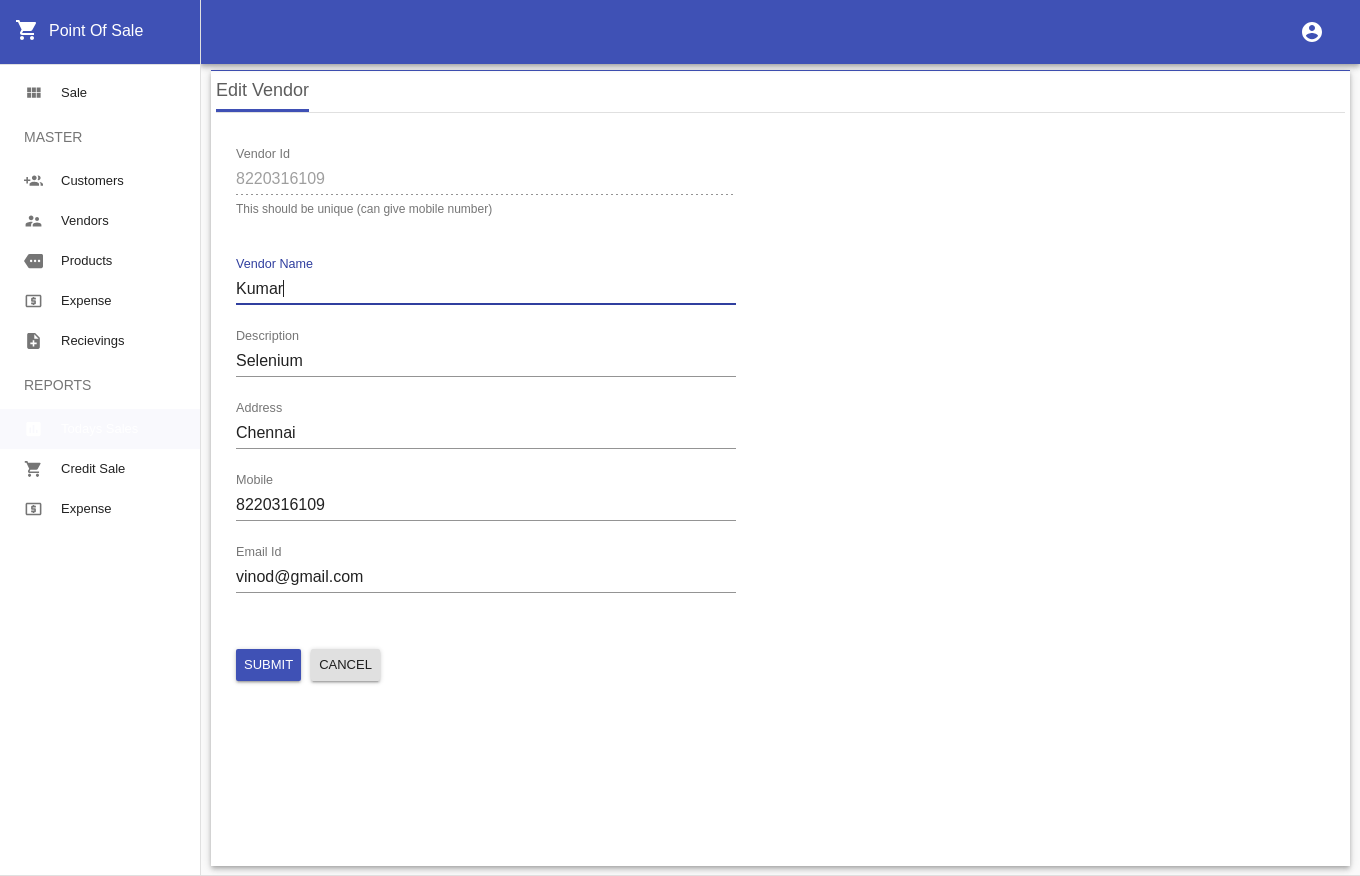 Point Of Sale
Sale
MASTER
Customers
Vendors
Products
Expense
Recievings
REPORTS
Todays Sales
Credit Sale
Expense
Edit Vendor
Vendor Id
8220316109
This should be unique (can give mobile number)
Vendor Name
Kumar
Description
Selenium
Address
Chennai
Mobile
8220316109
Email Id
vinod@gmail.com
SUBMIT CANCEL